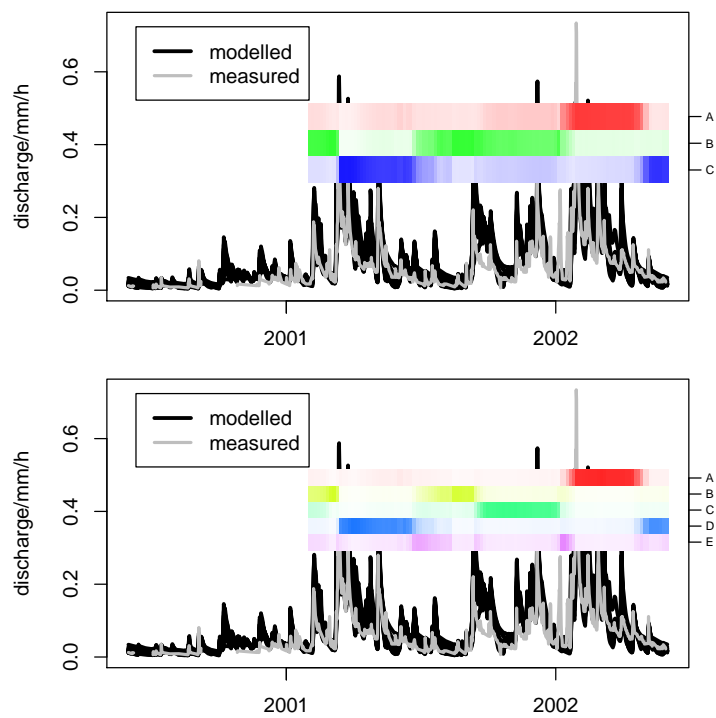 modelled
measured
discharge/mm/h
0.6
0.4
0.2
0.0
A
B
C
2001
2002
modelled
measured
discharge/mm/h
0.6
0.4
0.2
0.0
A
B
C
D
E
2001
2002